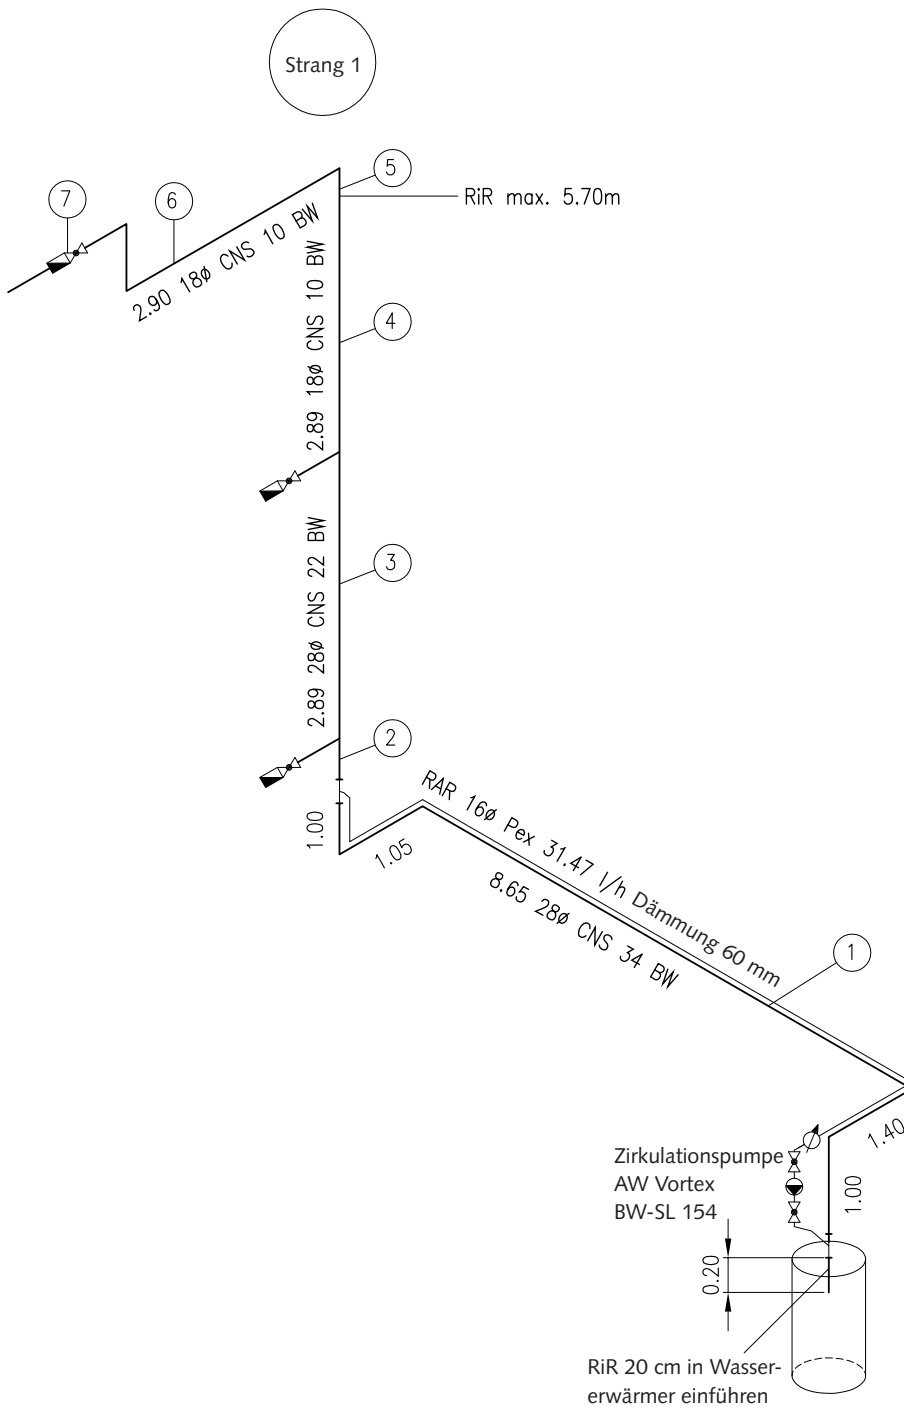 Strang 1
5
7
6
RiR max. 5.70m
2.90 18ø CNS 10 BW
2.89 18ø CNS 10 BW
4
2.89 28ø CNS 22 BW
3
2
RAR 16ø Pex 31.47 l/h Dämmung 60 mm
1.00
1.05
8.65 28ø CNS 34 BW
1
1.40
Zirkulationspumpe
AW Vortex
BW-SL 154
1.00
0.20
RiR 20 cm in Wasser-
erwärmer einführen